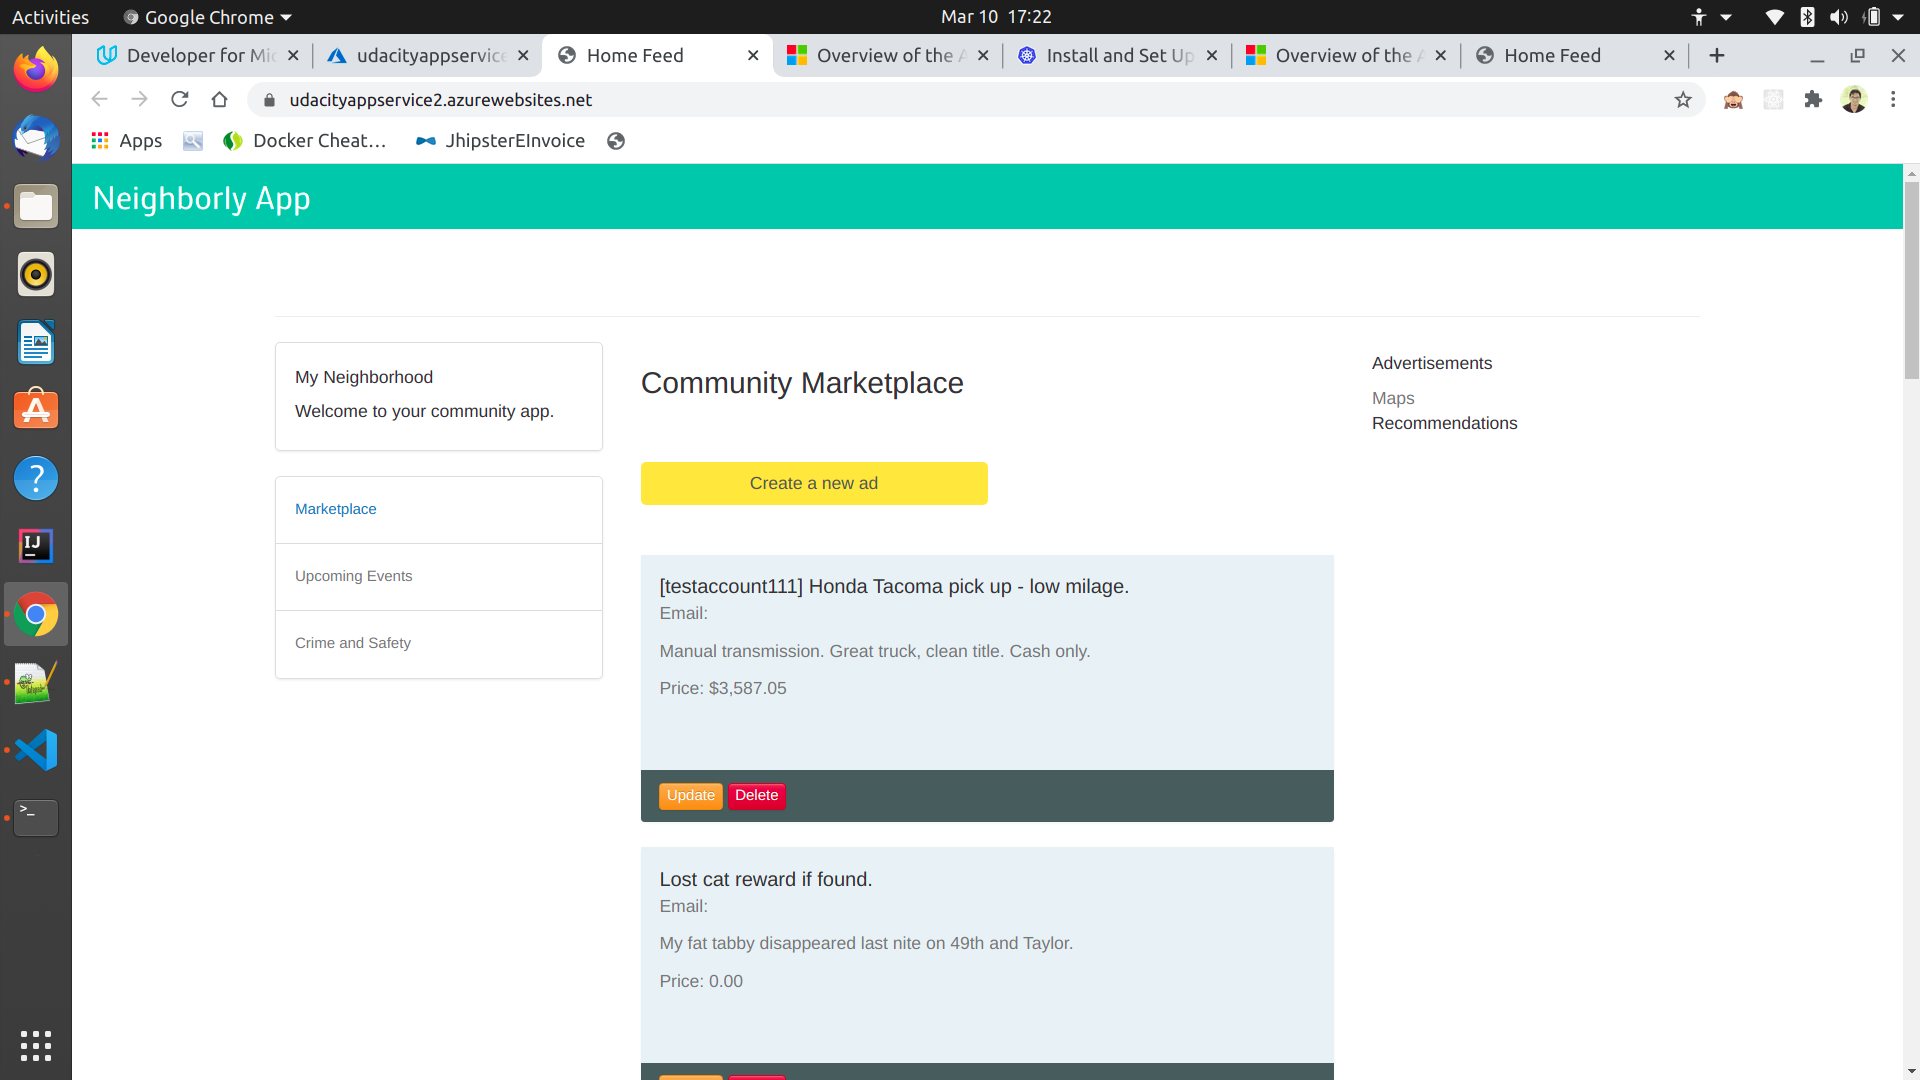 Activities
Google Chrome
Mar 10 17:22
Developer for Mic
udacityappservice
Home Feed
Overview of the A
Install and Set Up
Overview of the A
Home Feed
udacityappservice2.azurewebsites.net
Apps
Docker Cheat…
JhipsterEInvoice
Neighborly App
My Neighborhood
Welcome to your community app.
Marketplace
Upcoming Events
Crime and Safety
Community Marketplace
Create a new ad
[testaccount111] Honda Tacoma pick up - low milage.
Email:
Manual transmission. Great truck, clean title. Cash only.
Price: $3,587.05
Update
Delete
Lost cat reward if found.
Email:
My fat tabby disappeared last nite on 49th and Taylor.
Price: 0.00
Advertisements
Maps
Recommendations
IJ